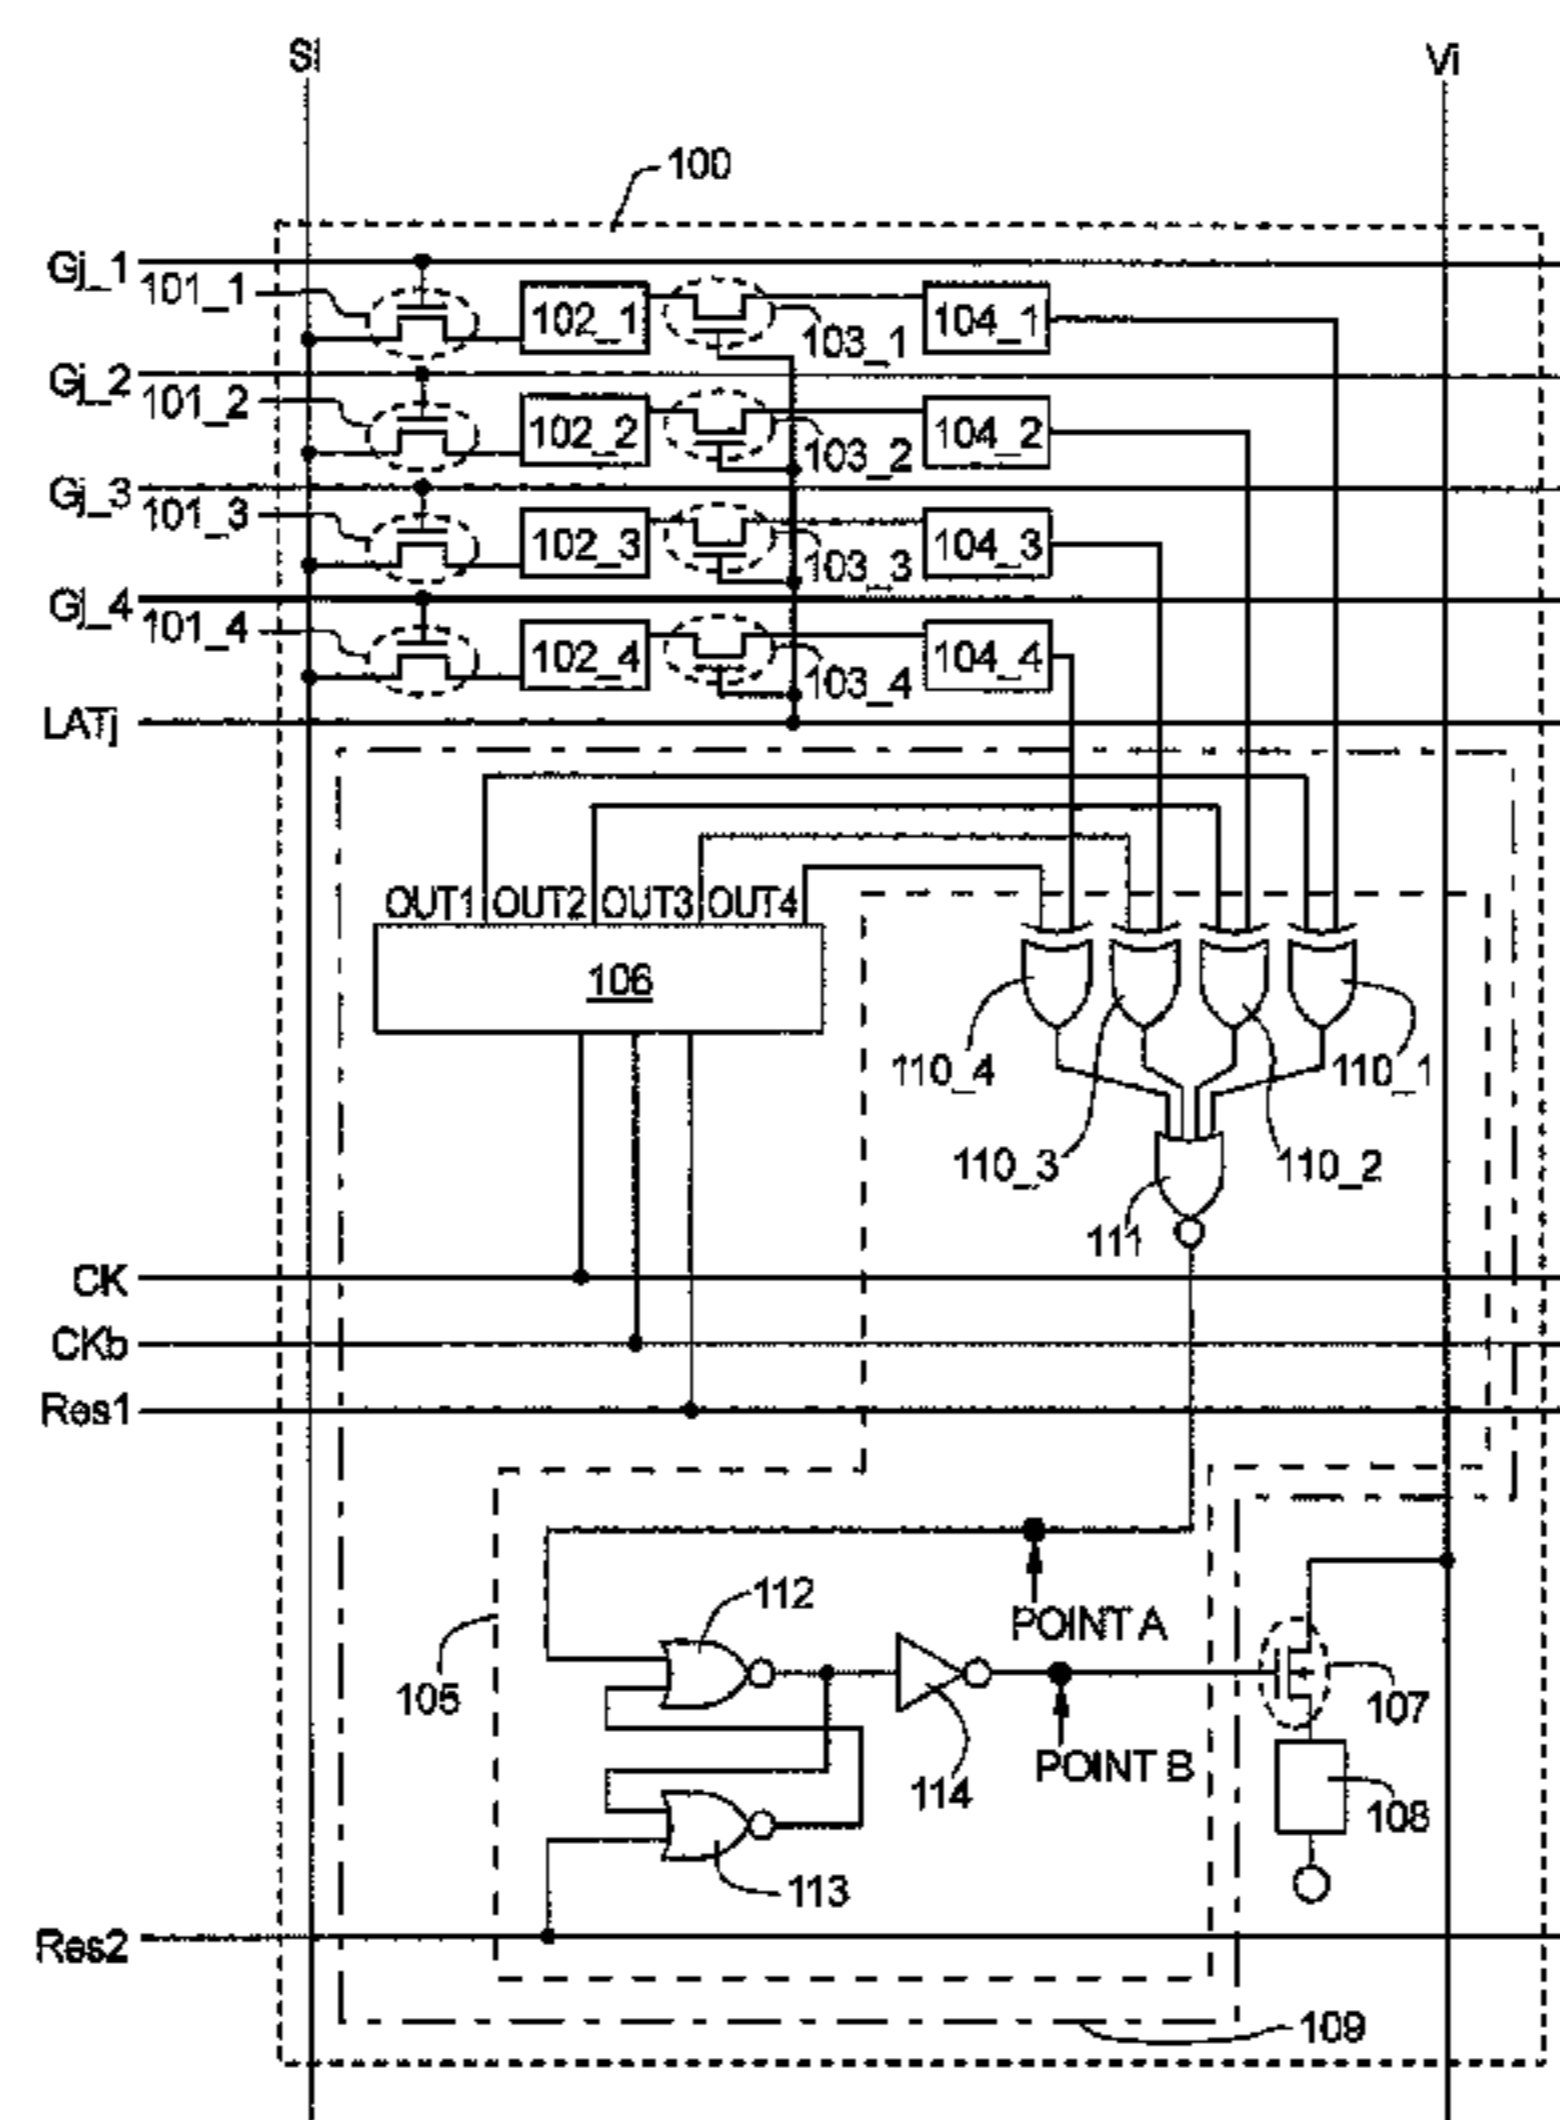 Si Vi
100
Gj_1
101_1 102_1 103_1 104_1
Gj_2
101_2 102_2 103_2 104_2
Gj_3
101_3 102_3 103_3 104_3
Gj_4
101_4 102_4 103_4 104_4
LATj
OUT1 OUT2 OUT3 OUT4
106
110_4 110_1
110_3 110_2
111
CK
CKb
Res1
112
POINT A
105 107
POINT B
114 108
113
Res2
109